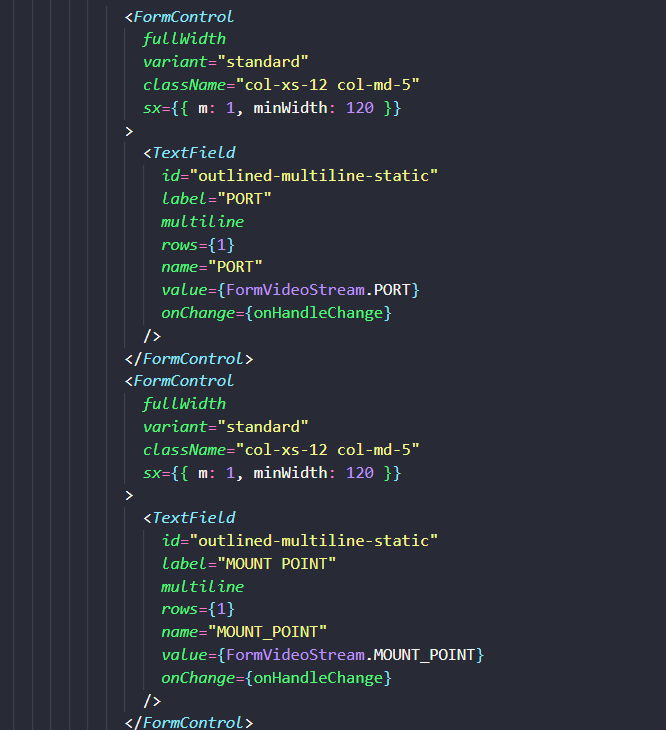 <FormControl
fullWidth
variant="standard"
className="col-xs-12 col-md-5"
sx={{ m: 1, minWidth: 120 }}
>
<TextField
id="outlined-multiline-static"
label="PORT"
multiline
rows={1}
name="PORT"
value={FormVideoStream.PORT}
onChange={onHandleChange}
/>
</FormControl>
<FormControl
fullWidth
variant="standard"
className="col-xs-12 col-md-5"
sx={{ m: 1, minWidth: 120 }}
>
<TextField
id="outlined-multiline-static"
label="MOUNT POINT"
multiline
rows={1}
name="MOUNT_POINT"
value={FormVideoStream.MOUNT_POINT}
onChange={onHandleChange}
/>
</FormControl>